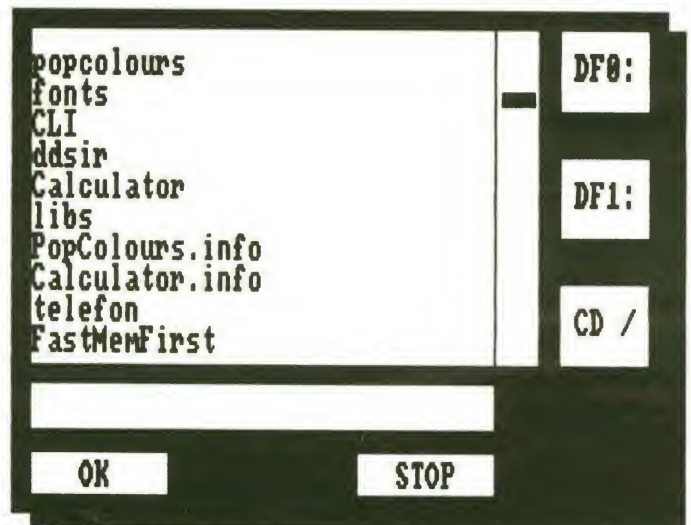 popcolours
fonts
CLI
ddsir
Calculator
libs
PopColours.info
Calculator.info
telefon
FastMemFirst
DF0:
DF1:
CD /
OK
STOP